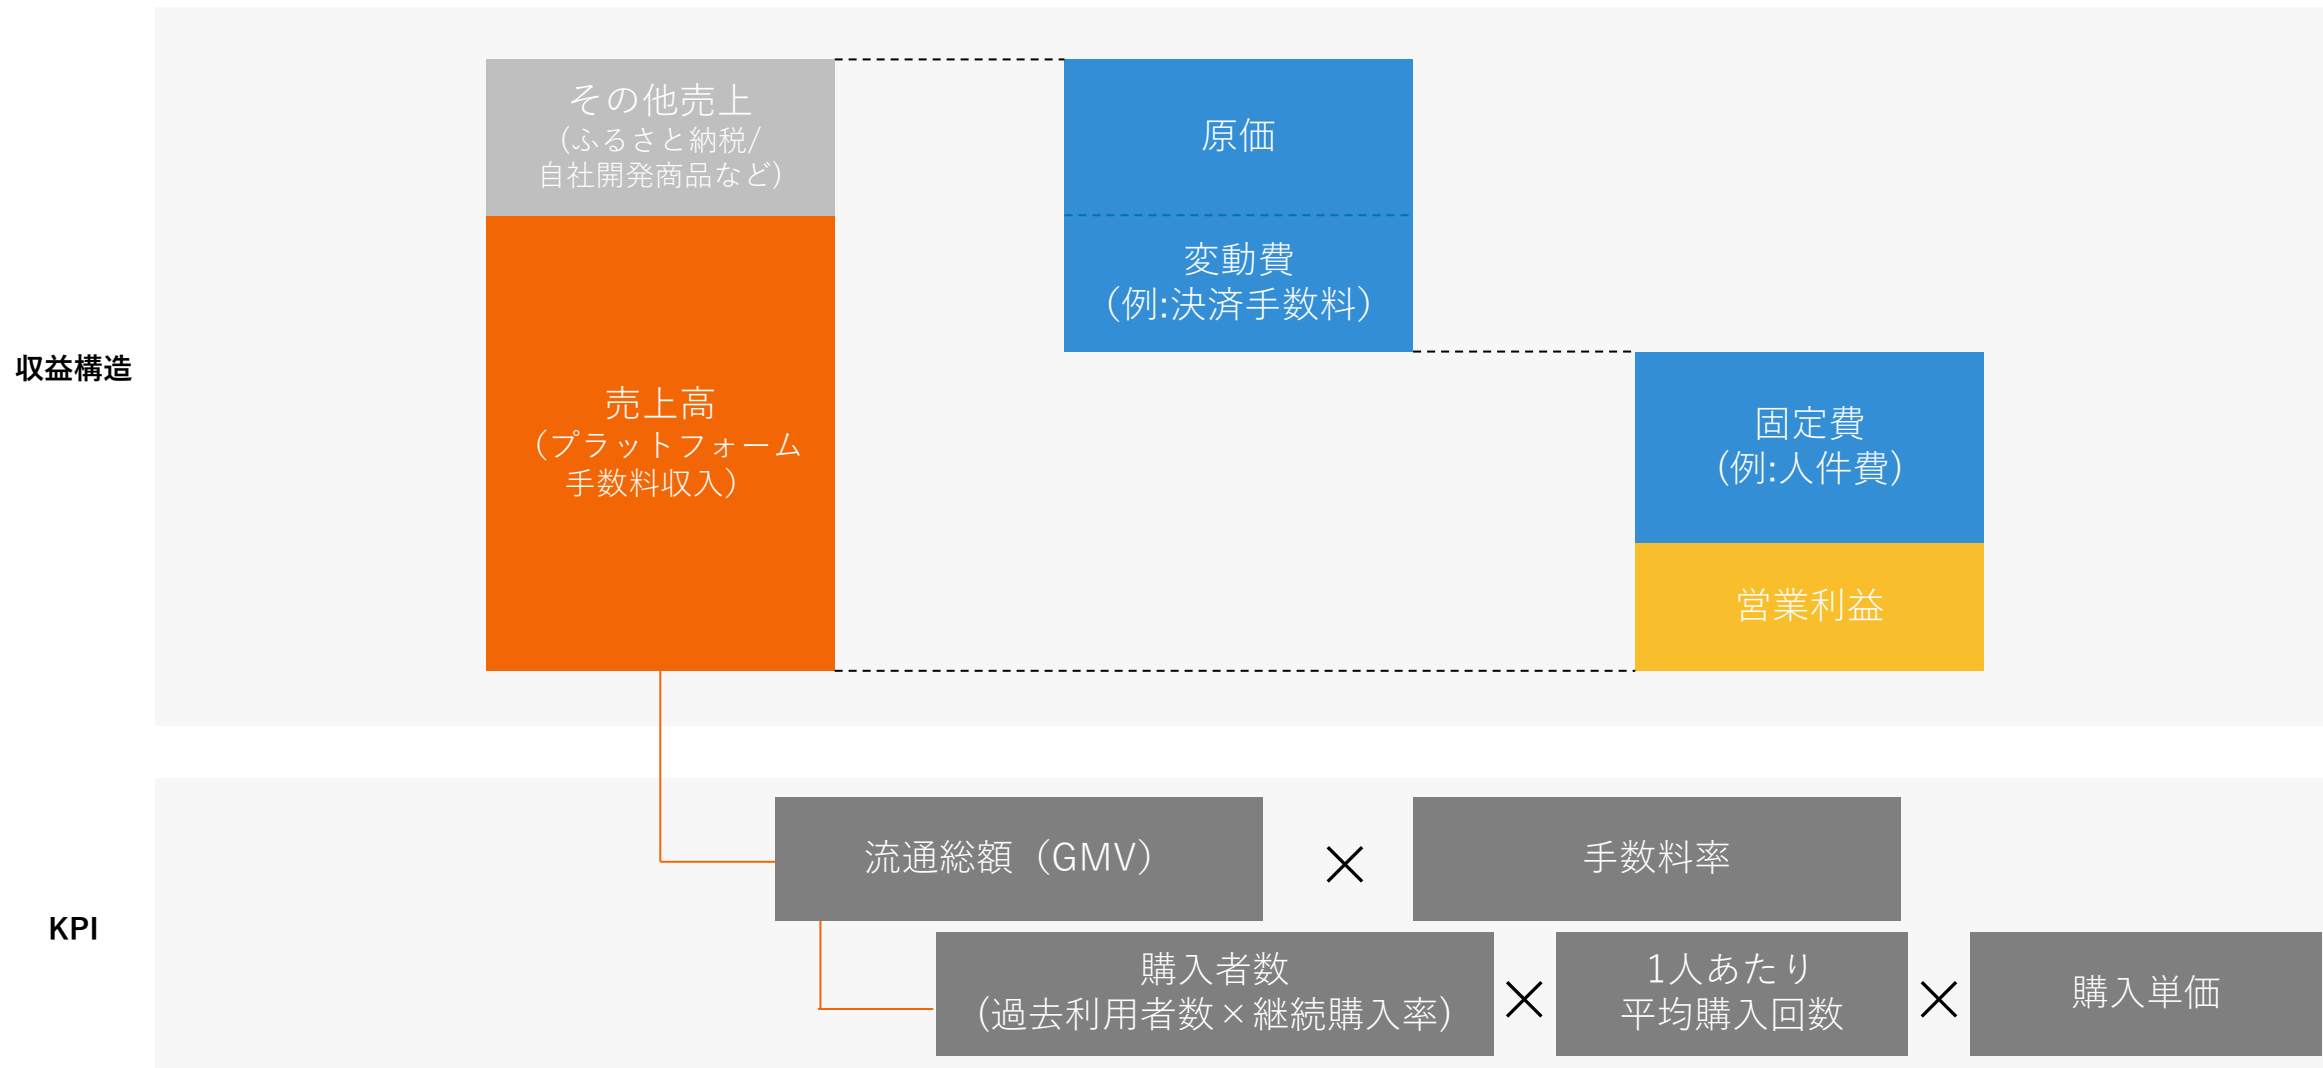 収益構造
その他売上
(ふるさと納税/
自社開発商品など)
売上高
(プラットフォーム
手数料収入)
原価
変動費
(例:決済手数料)
固定費
(例:人件費)
営業利益
KPI
流通総額（GMV）
×
手数料率
購入者数
(過去利用者数×継続購入率)
×
1人あたり
平均購入回数
×
購入単価